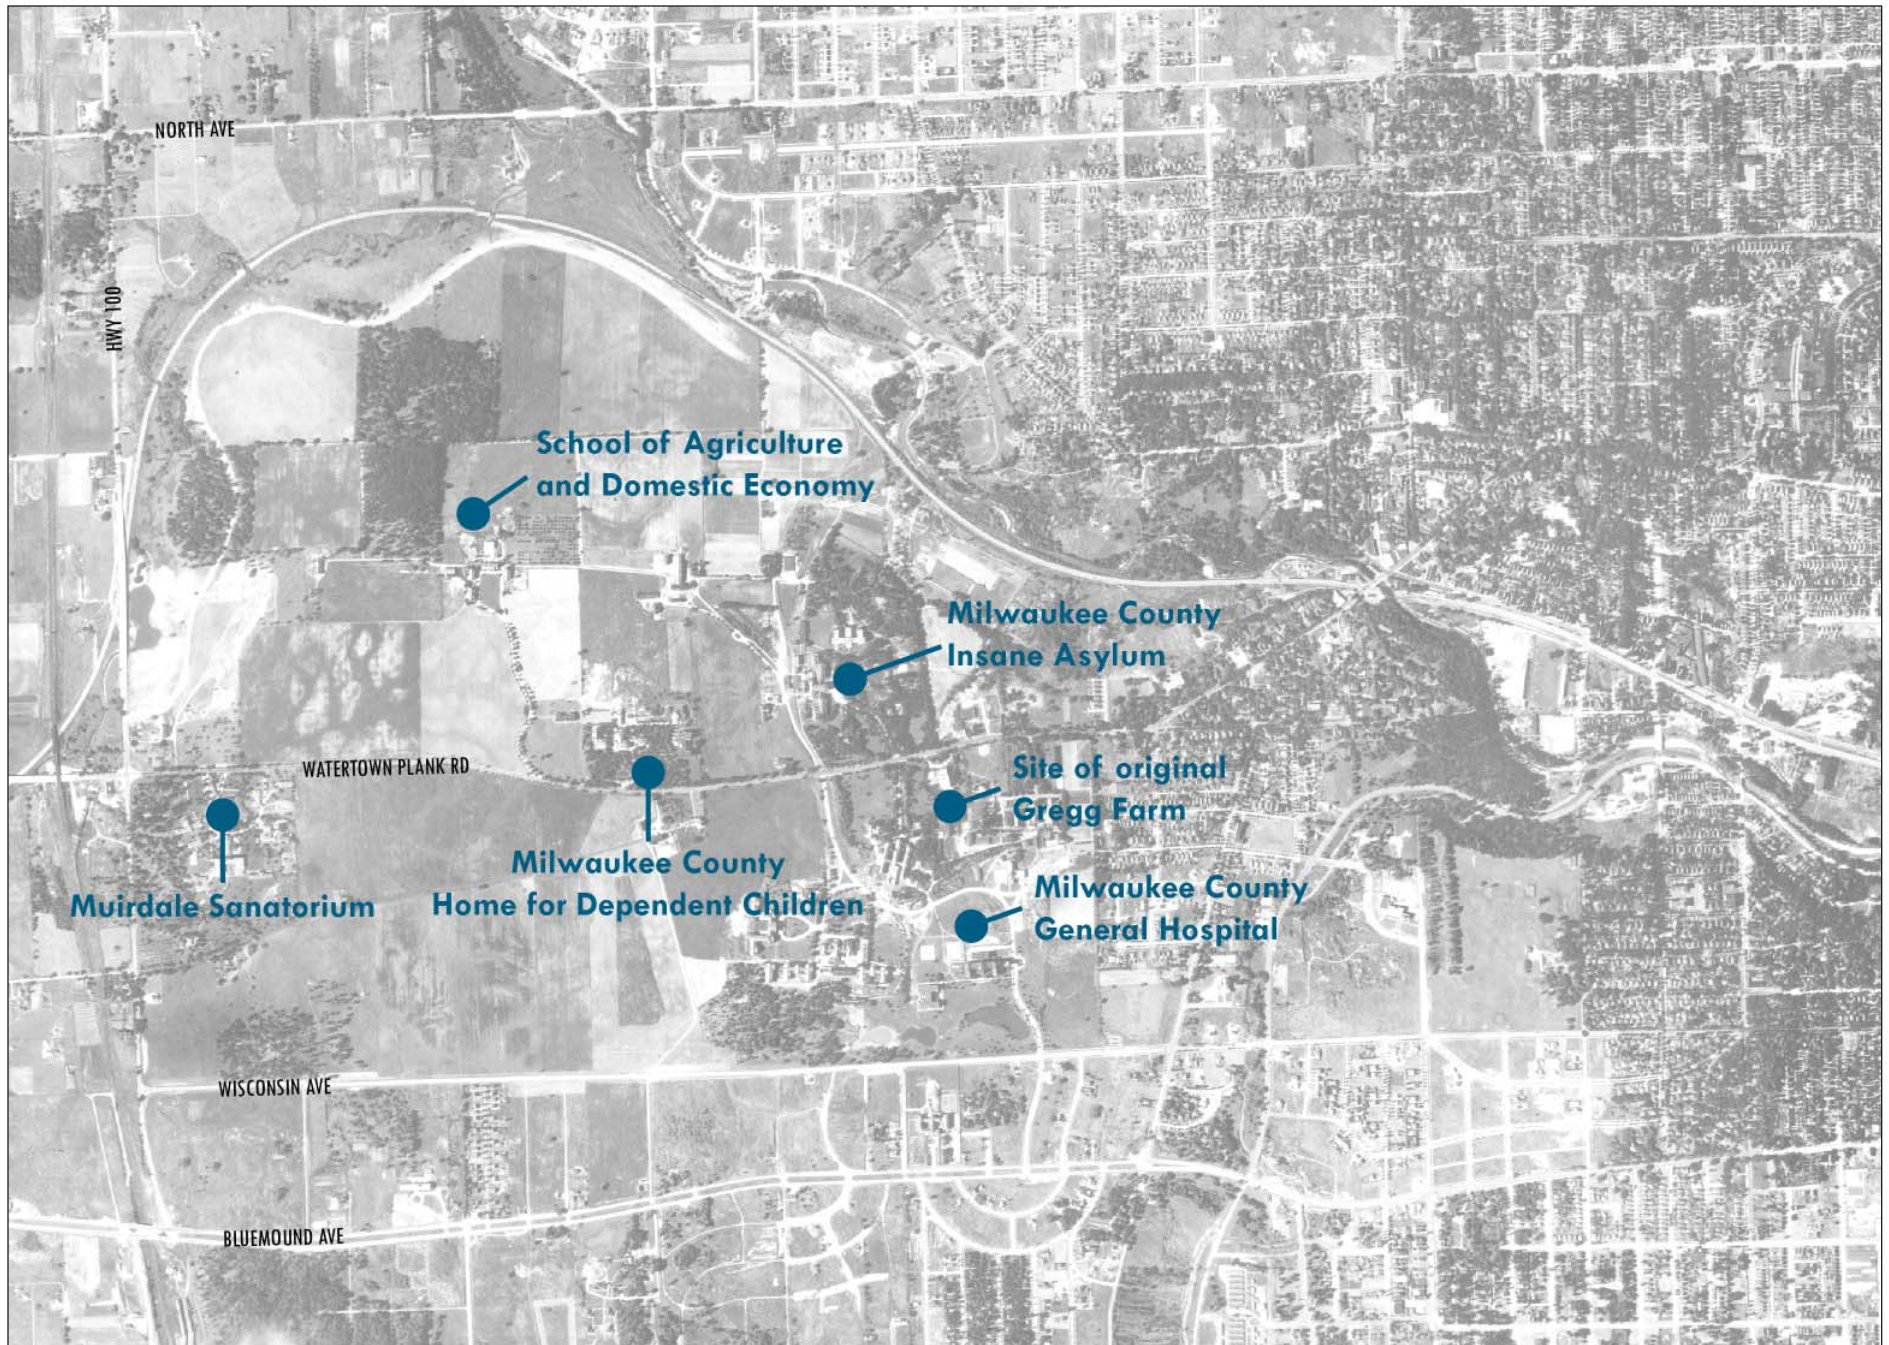 NORTH AVE
HWY 100
School of Agriculture
and Domestic Economy
Milwaukee County
Insane Asylum
WATERTOWN PLANK RD
Site of original
Gregg Farm
Muirdale Sanatorium
Milwaukee County
Home for Dependent Children
Milwaukee County
General Hospital
WISCONSIN AVE
BLUEMOUND AVE